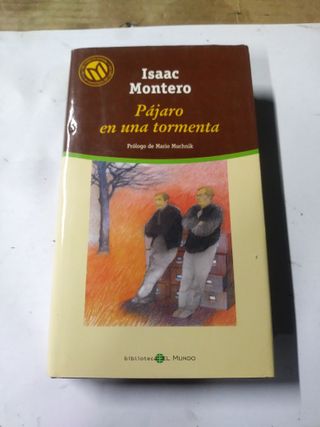 Isaac
Montero
Pájaro
en una tormenta
Prólogo de Mario Muchnik
biblioteca EL MUNDO